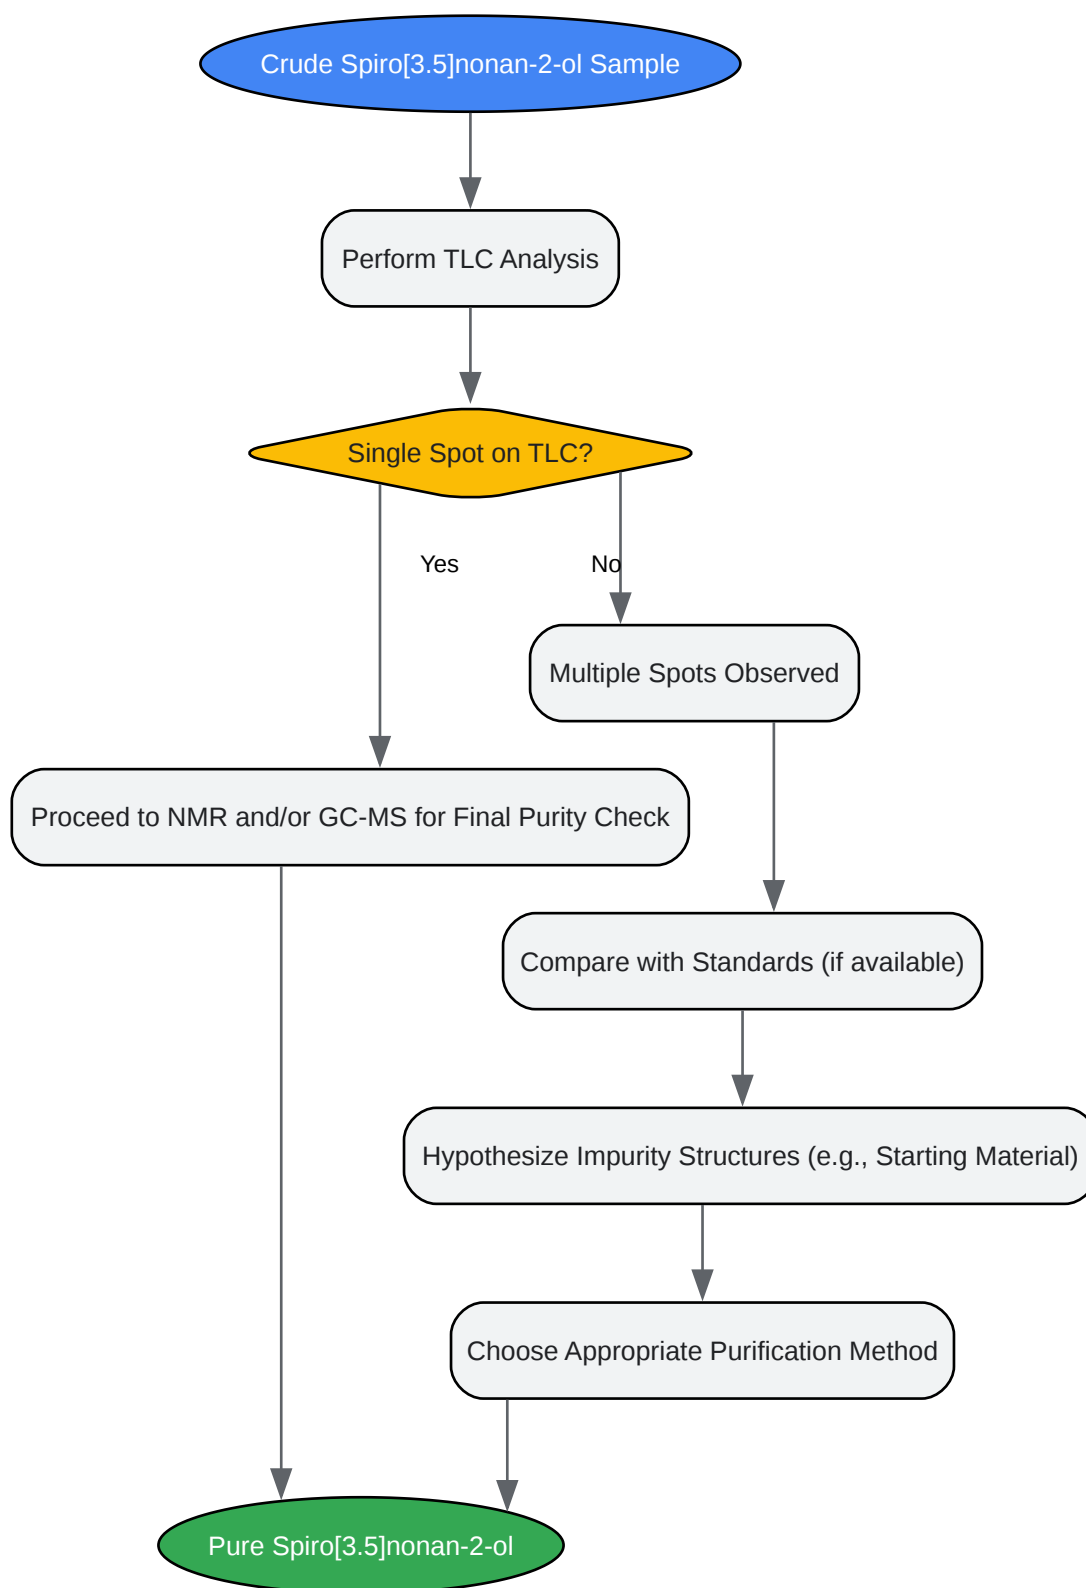 Crude Spiro[3.5]nonan-2-ol Sample
Perform TLC Analysis
Single Spot on TLC?
Yes
No
Multiple Spots Observed
Proceed to NMR and/or GC-MS for Final Purity Check
Compare with Standards (if available)
Hypothesize Impurity Structures (e.g., Starting Material)
Choose Appropriate Purification Method
Pure Spiro[3.5]nonan-2-ol